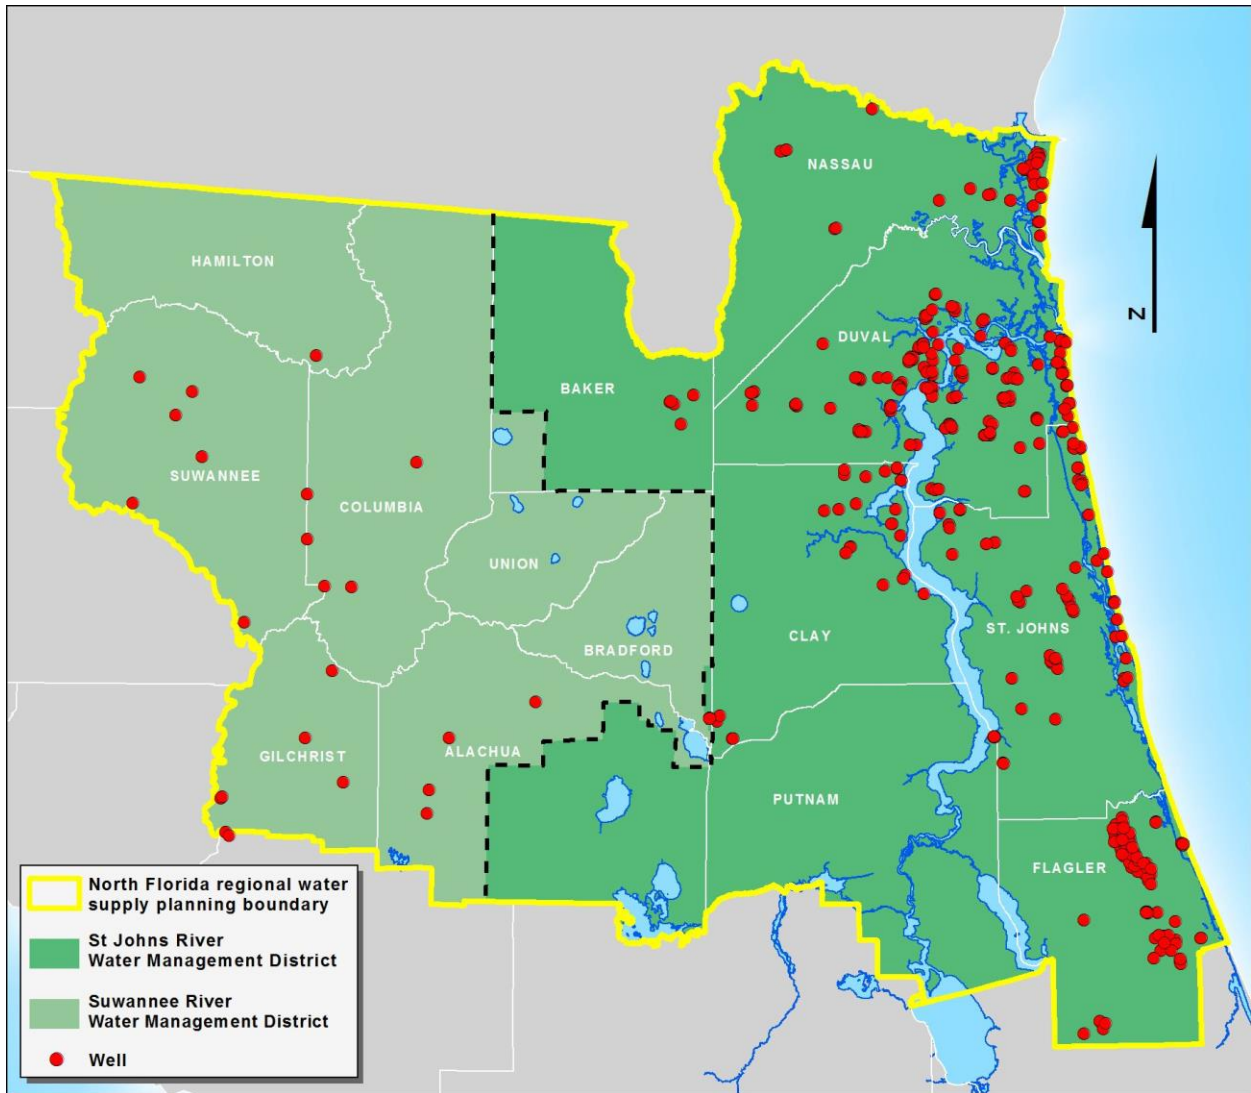 NASSAU
HAMILTON
DUVAL
BAKER
SUWANNEE
COLUMBIA
UNION
ST. JOHNS
CLAY
BRADFORD
GILCHRIST
ALACHUA
PUTNAM
FLAGLER
N
North Florida regional water
supply planning boundary
St Johns River
Water Management District
Suwannee River
Water Management District
Well